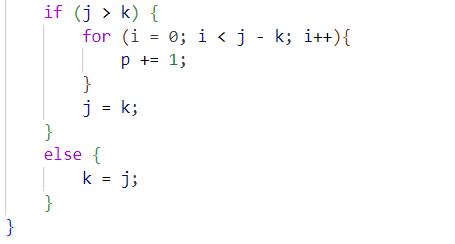 if (j > k) {
for (i = 0; i < j - k; i++){
p += 1;
}
j = k;
}
else {
k = j;
}
}